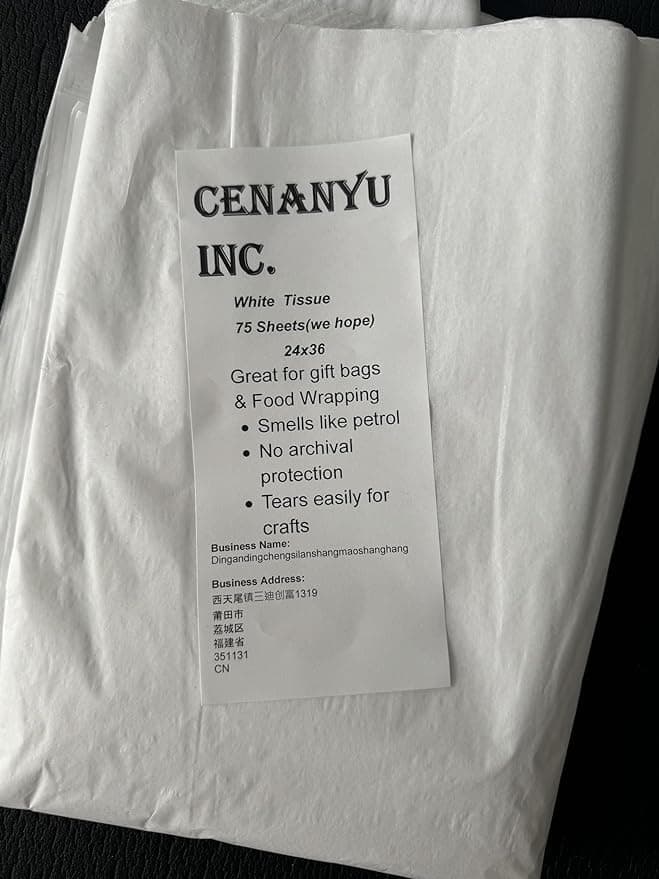 CENANYU
INC.
White Tissue
75 Sheets(we hope)
24x36
Great for gift bags
& Food Wrapping
• Smells like petrol
• No archival
protection
• Tears easily for
crafts
Business Name:
Dingandingchengsilanshangmaoshanghang
Business Address:
西天尾镇三迪创富1319
莆田市
荔城区
福建省
351131
CN